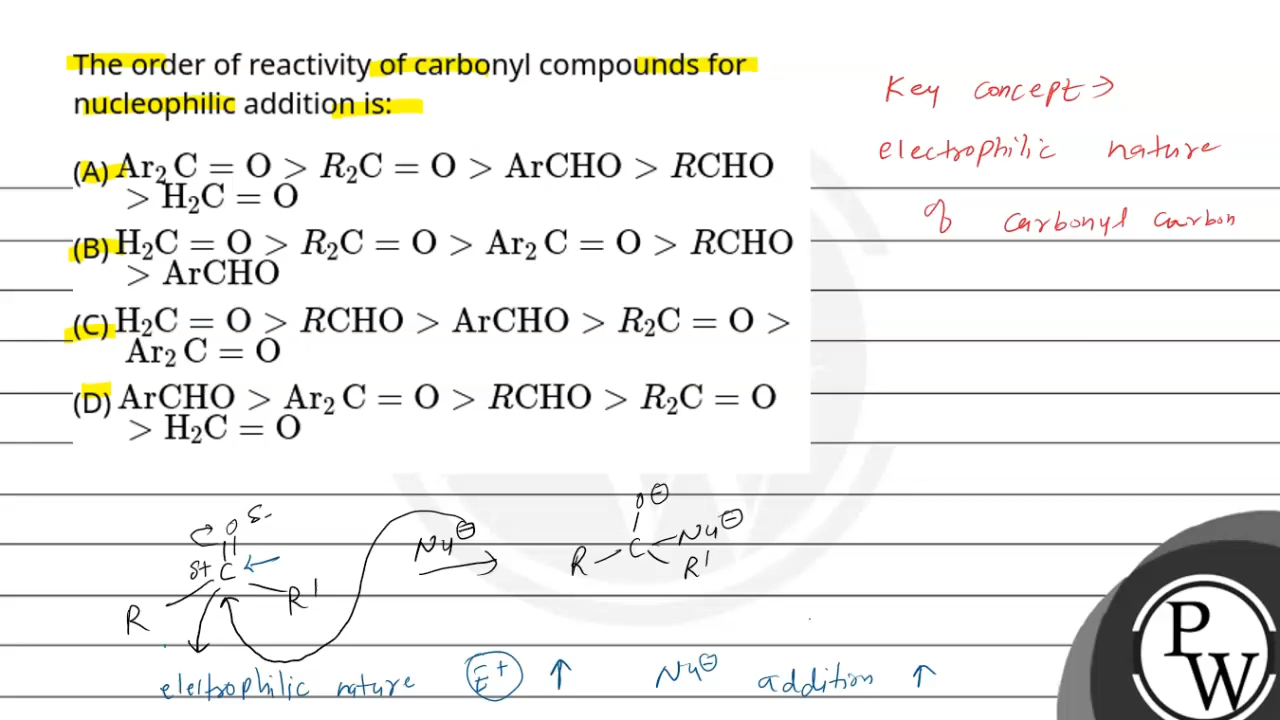 The order of reactivity of carbonyl compounds for
nucleophilic addition is:
(A) Ar₂C = O > R₂C = O > ArCHO > RCHO
> H₂C = O
(B) H₂C = O > R₂C = O > Ar₂C = O > RCHO
> ArCHO
(C) H₂C = O > RCHO > ArCHO > R₂C = O >
Ar₂C = O
(D) ArCHO > Ar₂C = O > RCHO > R₂C = O
> H₂C = O
Key concept →
electrophilic nature
of carbonyl carbon
O δ-
δ+ C
R R'
Nu⊖
O⊖
R C Nu⊖
R'
electrophilic nature E+ ↑ Nu⊖ addition ↑
P
W